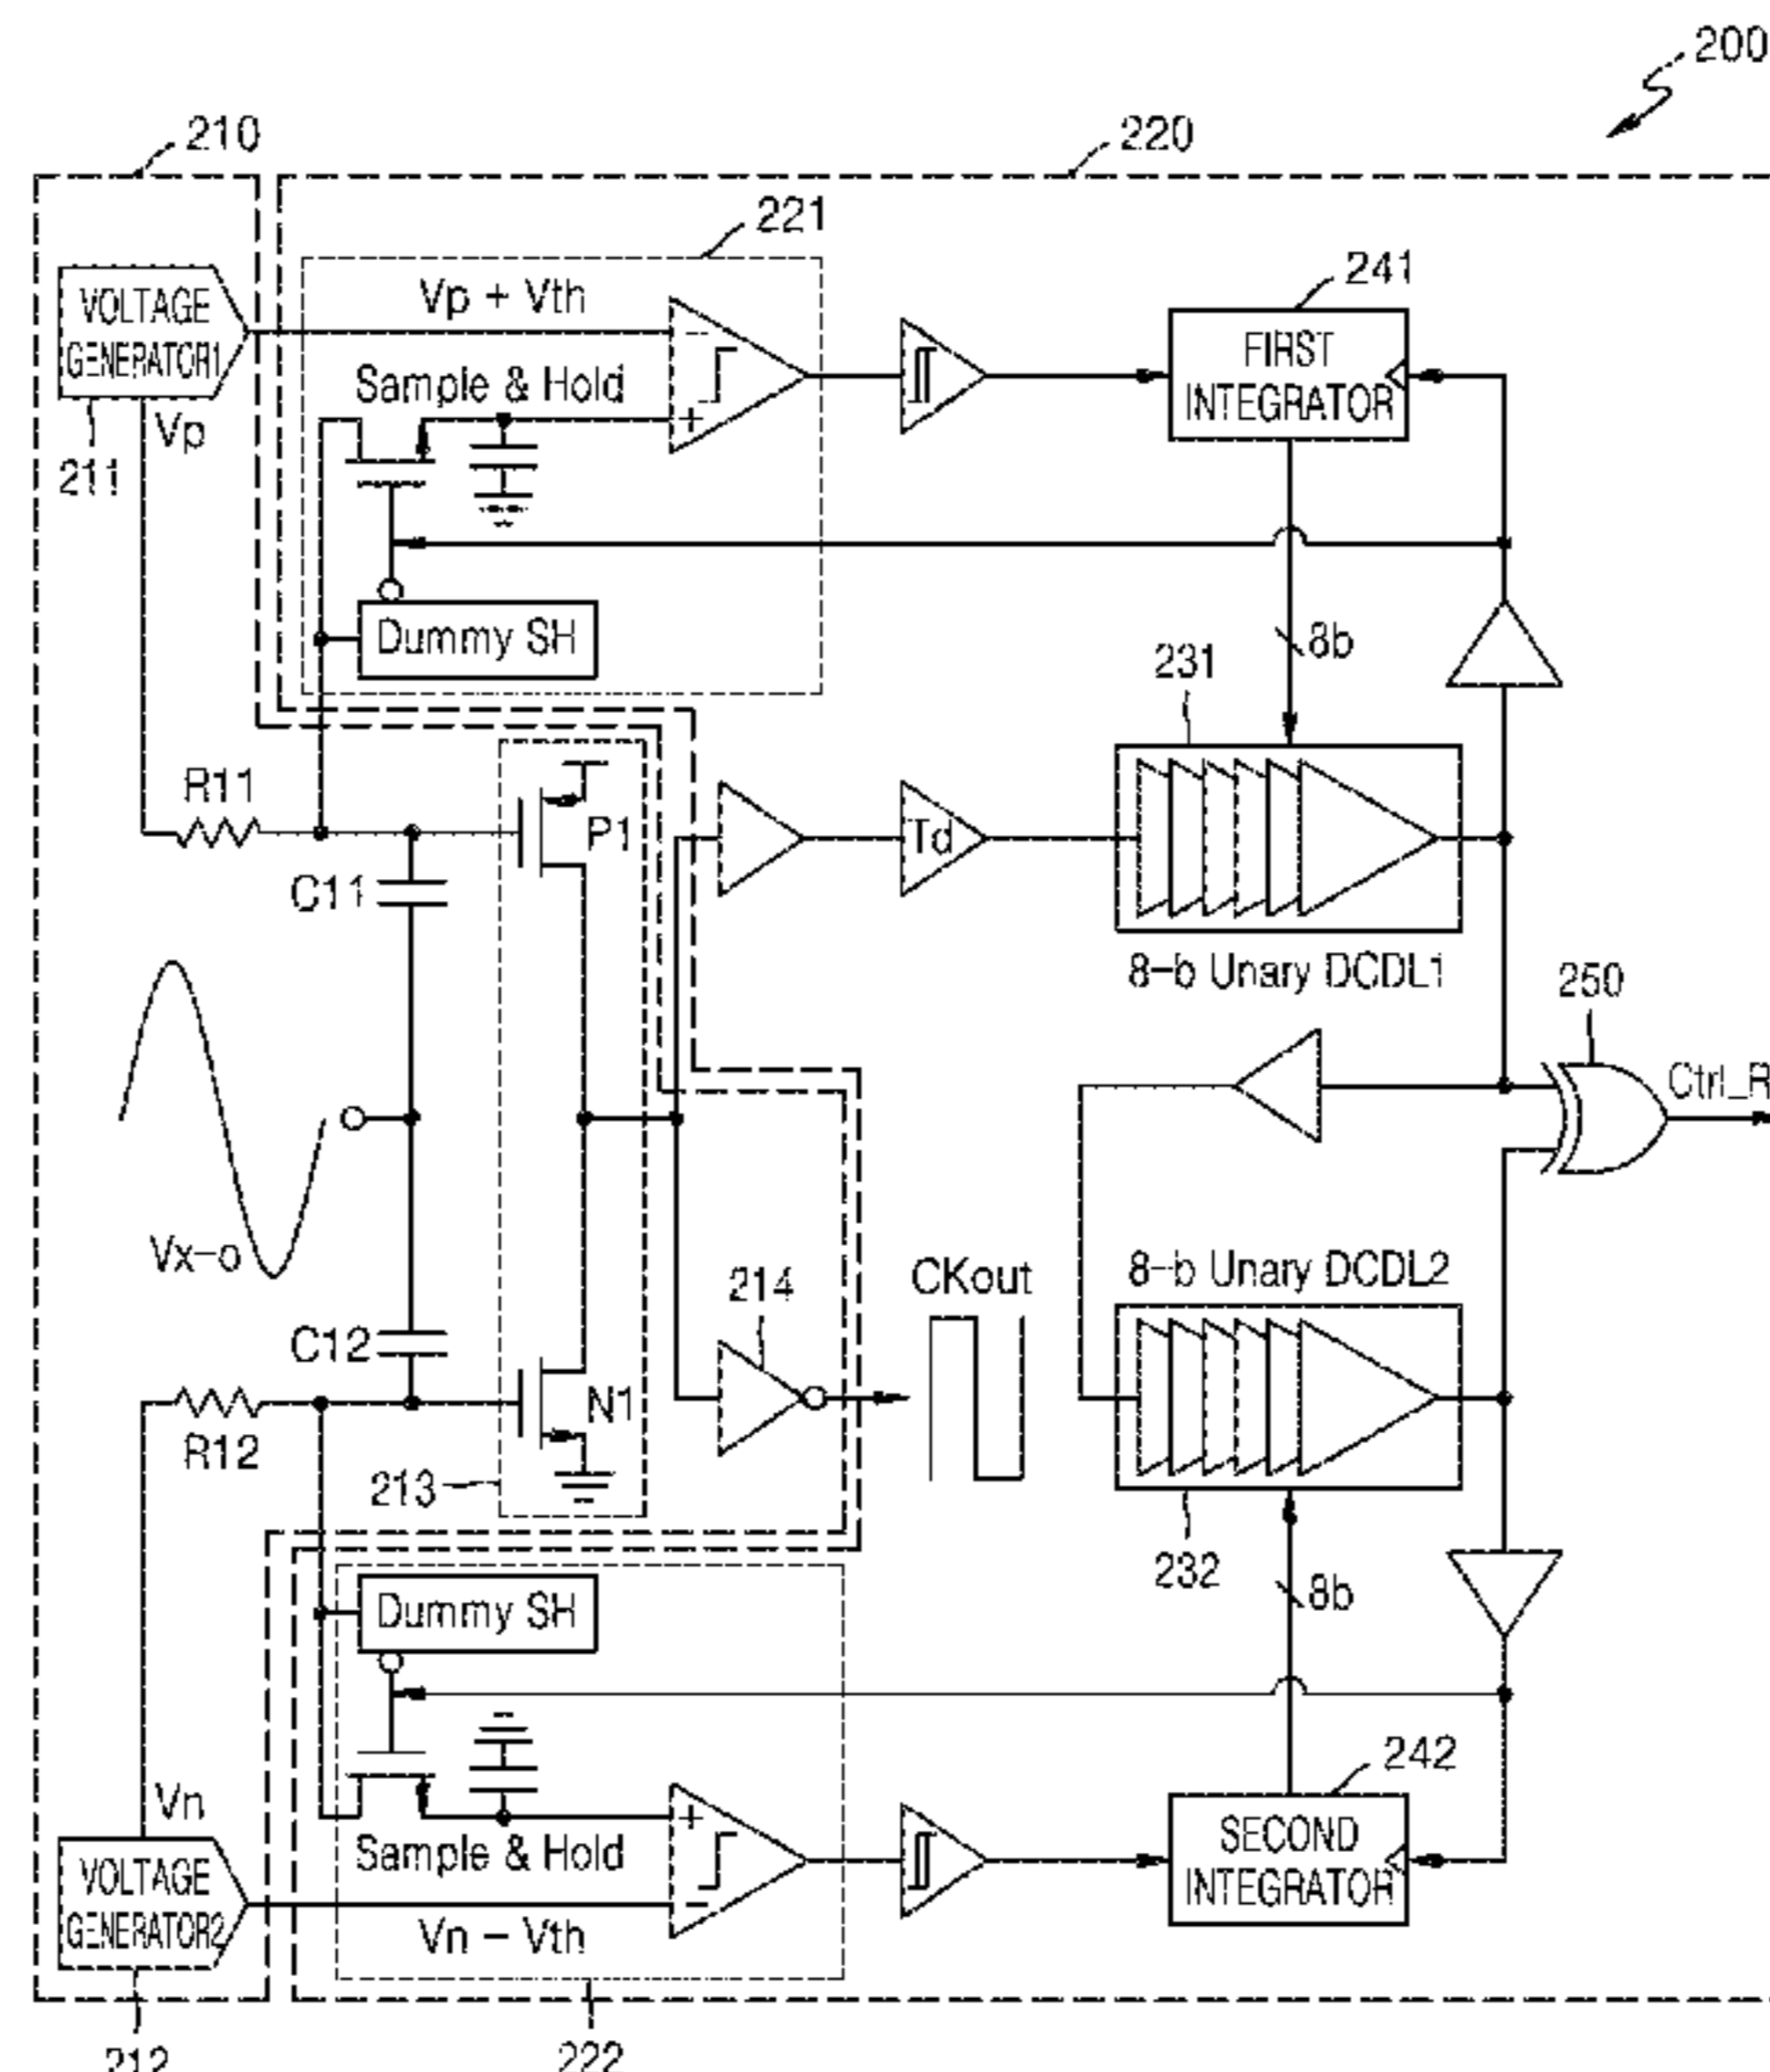 200
210
220
221
VOLTAGE
GENERATOR1
Vp + Vth
-
241
FIRST
INTEGRATOR
Sample & Hold
+
Vp
211
Dummy SH
8b
231
R11
P1
Td
C11
8-b Unary DCDL1
250
Ctrl_R
Vx-o
8-b Unary DCDL2
CKout
214
C12
N1
R12
213
232
8b
Dummy SH
242
Vn
+
Sample & Hold
SECOND
INTEGRATOR
VOLTAGE
GENERATOR2
-
Vn - Vth
212
222